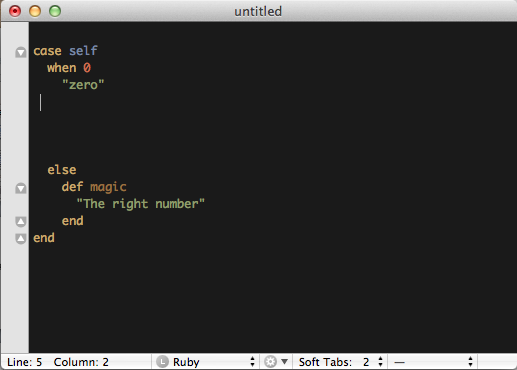 untitled
case self
when 0
"zero"
else
def magic
"The right number"
end
end
Line: 5 Column: 2 L Ruby Soft Tabs: 2 —